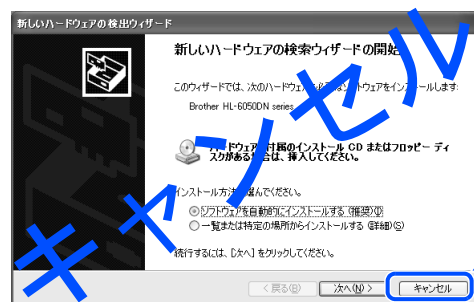 新しいハードウェアの検出ウィザード
新しいハードウェアの検索ウィザードの開始
このウィザードでは、次のハードウェアに必要なソフトウェアをインストールします:
Brother HL-6050DN series
ハードウェアに付属のインストール CD またはフロッピー ディ
スクがある場合は、挿入してください。
インストール方法を選んでください。
ソフトウェアを自動的にインストールする (推奨)(I)
一覧または特定の場所からインストールする (詳細)(S)
続行するには、[次へ] をクリックしてください。
< 戻る(B) 次へ(N) > キャンセル
キャンセル